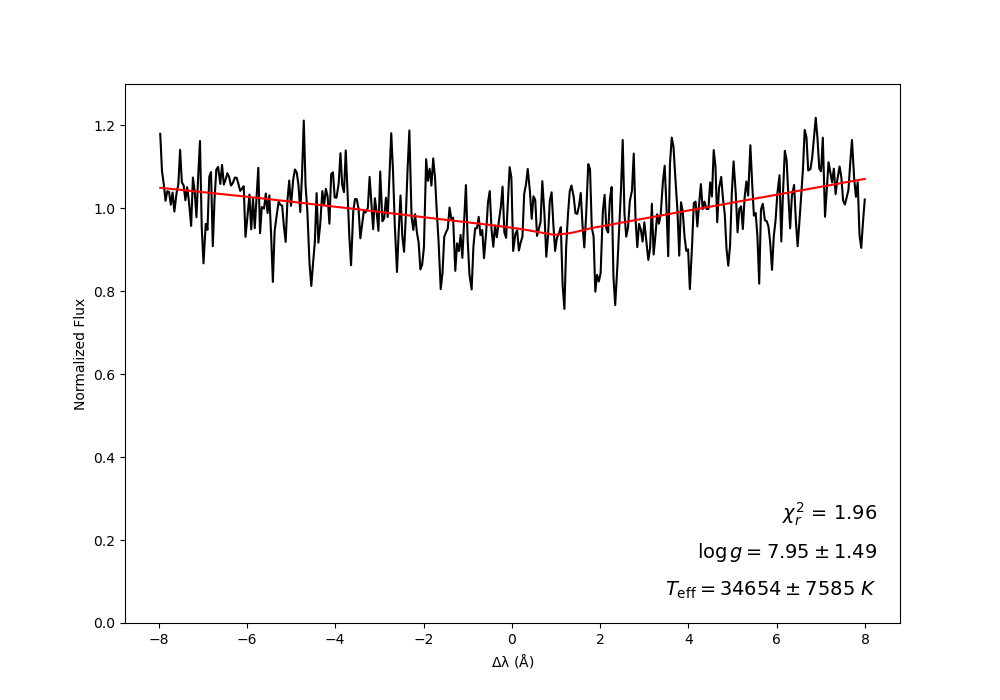 1.2
1.0
0.8
0.6
0.4
0.2
0.0
Normalized Flux
χ²ᵣ = 1.96
log g = 7.95 ± 1.49
T_eff = 34654 ± 7585 K
−8 −6 −4 −2 0 2 4 6 8
Δλ (Å)